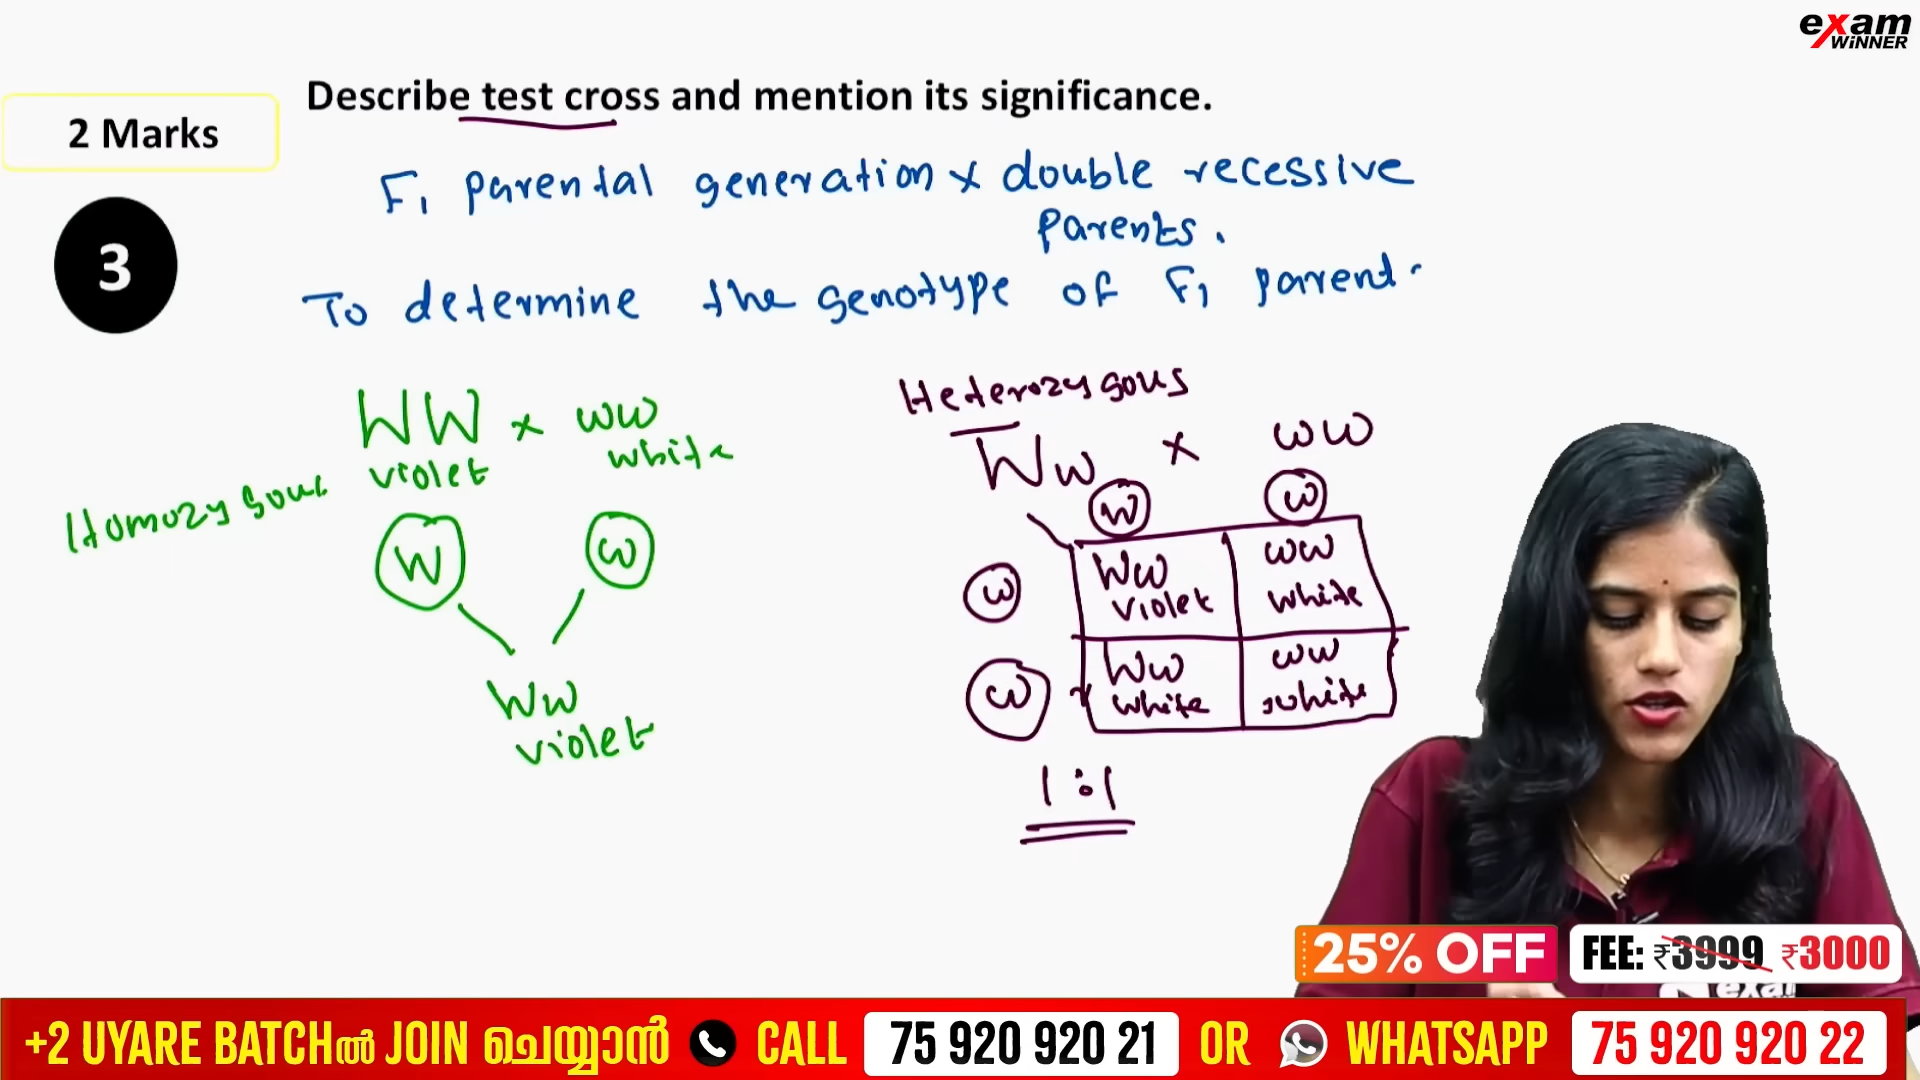 exam
WINNER
Describe test cross and mention its significance.
2 Marks
3
F₁ parental generation x double recessive
parents.
To determine the genotype of F₁ parent.
WW x ww
violet white
Homozygous
W w
Ww
violet
Heterozygous
Ww x ww
W w
w Ww ww
violet white
w Ww ww
white white
1:1
25% OFF FEE: ₹3999 ₹3000
+2 UYARE BATCHൽ JOIN ചെയ്യാൻ CALL 75 920 920 21 OR WHATSAPP 75 920 920 22